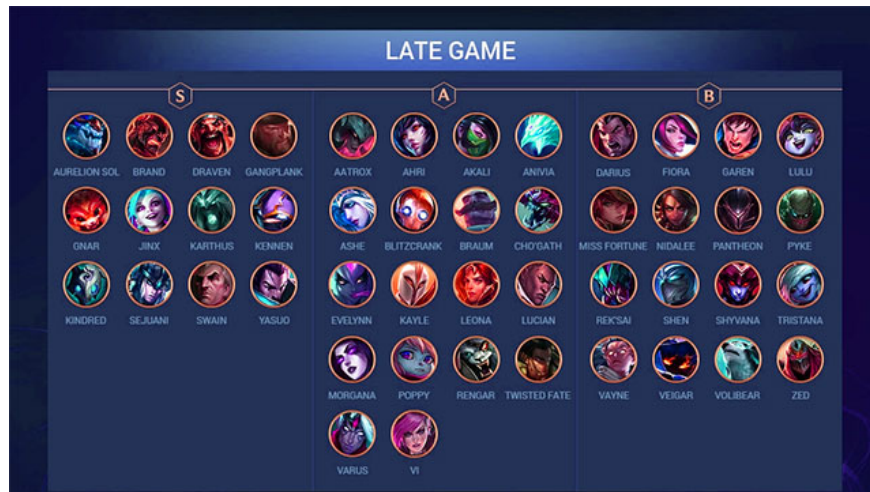 LATE GAME
S
AURELION SOL BRAND DRAVEN GANGPLANK
GNAR JINX KARTHUS KENNEN
KINDRED SEJUANI SWAIN YASUO
A
AATROX AHRI AKALI ANIVIA
ASHE BLITZCRANK BRAUM CHO'GATH
EVELYNN KAYLE LEONA LUCIAN
MORGANA POPPY RENGAR TWISTED FATE
VARUS VI
B
DARIUS FIORA GAREN LULU
MISS FORTUNE NIDALEE PANTHEON PYKE
REK'SAI SHEN SHYVANA TRISTANA
VAYNE VEIGAR VOLIBEAR ZED